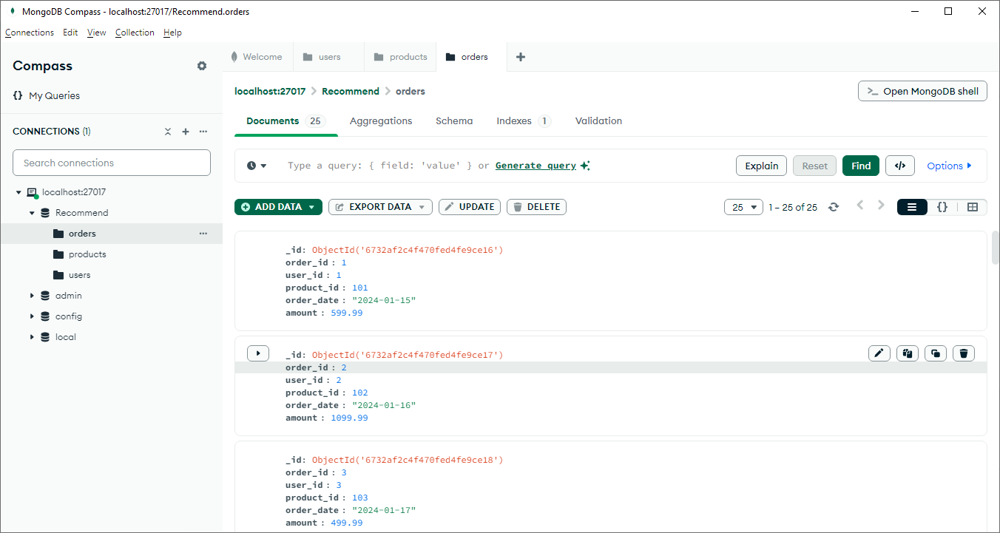 MongoDB Compass - localhost:27017/Recommend.orders
Connections Edit View Collection Help
Compass
{} My Queries
CONNECTIONS (1)
Search connections
localhost:27017
Recommend
orders
products
users
admin
config
local
Welcome users products orders
localhost:27017 Recommend orders
>_ Open MongoDB shell
Documents 25 Aggregations Schema Indexes 1 Validation
Type a query: { field: 'value' } or Generate query
Explain Reset Find </> Options
ADD DATA EXPORT DATA UPDATE DELETE
25 1 – 25 of 25 {}
_id: ObjectId('6732af2c4f470fed4fe9ce16')
order_id : 1
user_id : 1
product_id : 101
order_date : "2024-01-15"
amount : 599.99
_id: ObjectId('6732af2c4f470fed4fe9ce17')
order_id : 2
user_id : 2
product_id : 102
order_date : "2024-01-16"
amount : 1099.99
_id: ObjectId('6732af2c4f470fed4fe9ce18')
order_id : 3
user_id : 3
product_id : 103
order_date : "2024-01-17"
amount : 499.99